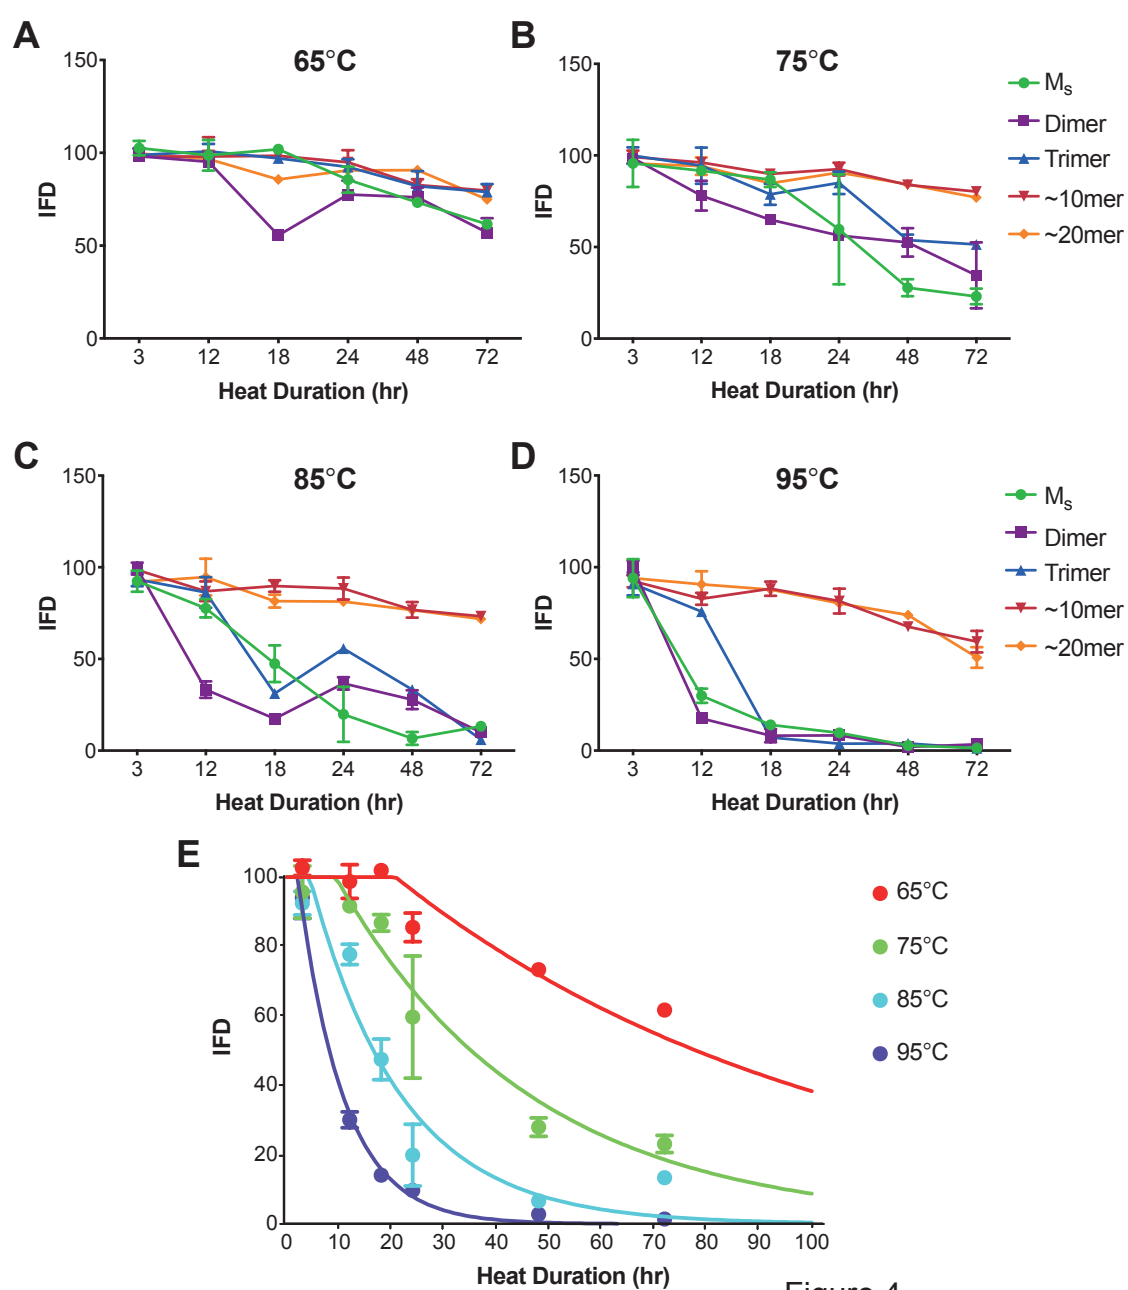 A
65°C
150
100
50
0
IFD
3 12 18 24 48 72
Heat Duration (hr)
B
75°C
150
100
50
0
IFD
3 12 18 24 48 72
Heat Duration (hr)
Ms
Dimer
Trimer
~10mer
~20mer
C
85°C
150
100
50
0
IFD
3 12 18 24 48 72
Heat Duration (hr)
D
95°C
150
100
50
0
IFD
3 12 18 24 48 72
Heat Duration (hr)
Ms
Dimer
Trimer
~10mer
~20mer
E
100
80
60
40
20
0
IFD
0 10 20 30 40 50 60 70 80 90 100
Heat Duration (hr)
65°C
75°C
85°C
95°C